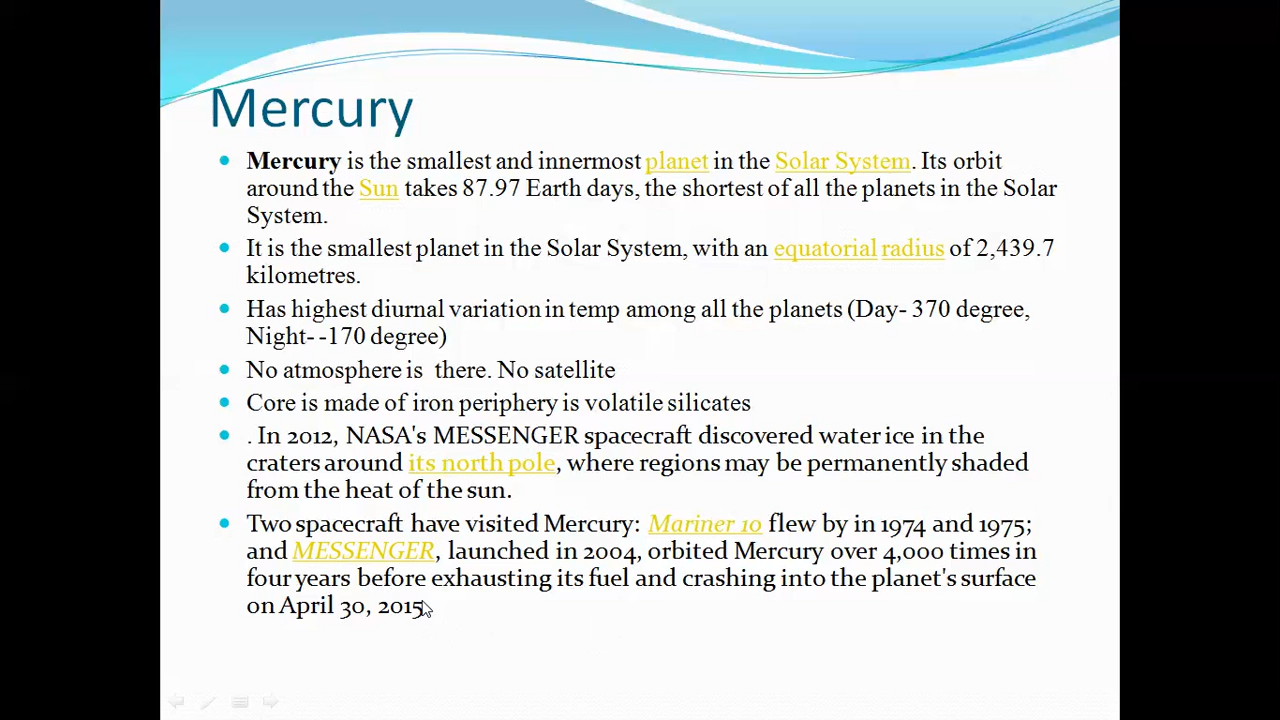 Mercury
Mercury is the smallest and innermost planet in the Solar System. Its orbit
around the Sun takes 87.97 Earth days, the shortest of all the planets in the Solar
System.
It is the smallest planet in the Solar System, with an equatorial radius of 2,439.7
kilometres.
Has highest diurnal variation in temp among all the planets (Day- 370 degree,
Night- -170 degree)
No atmosphere is  there. No satellite
Core is made of iron periphery is volatile silicates
. In 2012, NASA's MESSENGER spacecraft discovered water ice in the
craters around its north pole, where regions may be permanently shaded
from the heat of the sun.
Two spacecraft have visited Mercury: Mariner 10 flew by in 1974 and 1975;
and MESSENGER, launched in 2004, orbited Mercury over 4,000 times in
four years before exhausting its fuel and crashing into the planet's surface
on April 30, 2015